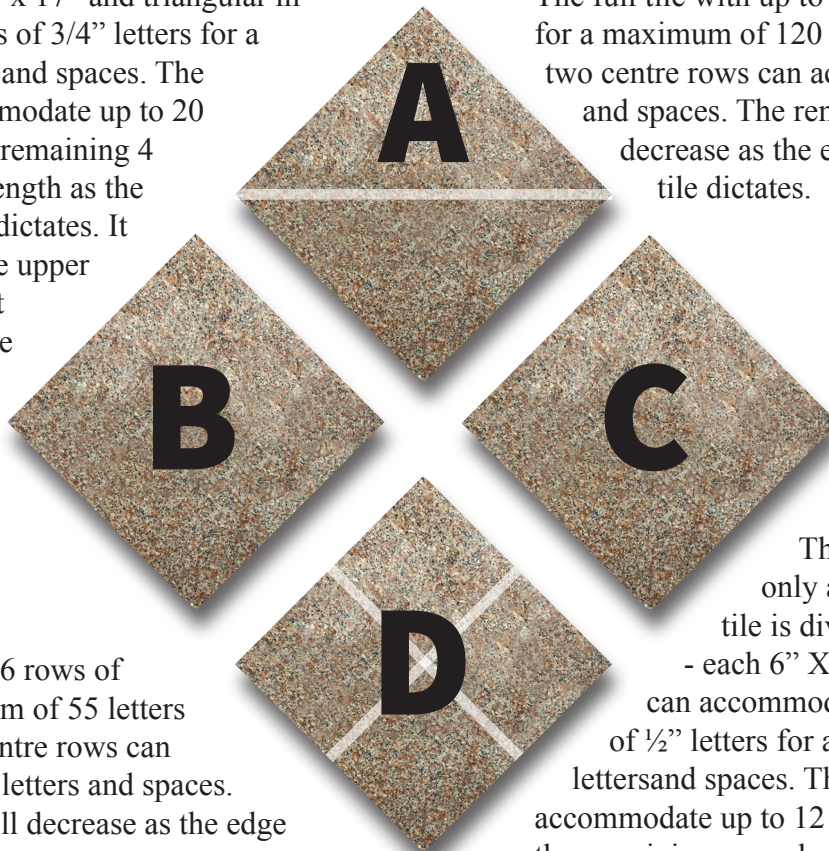 x 17” and triangular in
s of 3/4” letters for a
and spaces. The
modate up to 20
remaining 4
ength as the
dictates. It
e upper
t
e
The full tile with up to
for a maximum of 120
two centre rows can ac
and spaces. The ren
decrease as the e
tile dictates.
A
B
C
D
6 rows of
m of 55 letters
ntre rows can
letters and spaces.
ll decrease as the edge
Th
only a
tile is div
- each 6” X
can accommod
of ½” letters for a
lettersand spaces. Th
accommodate up to 12